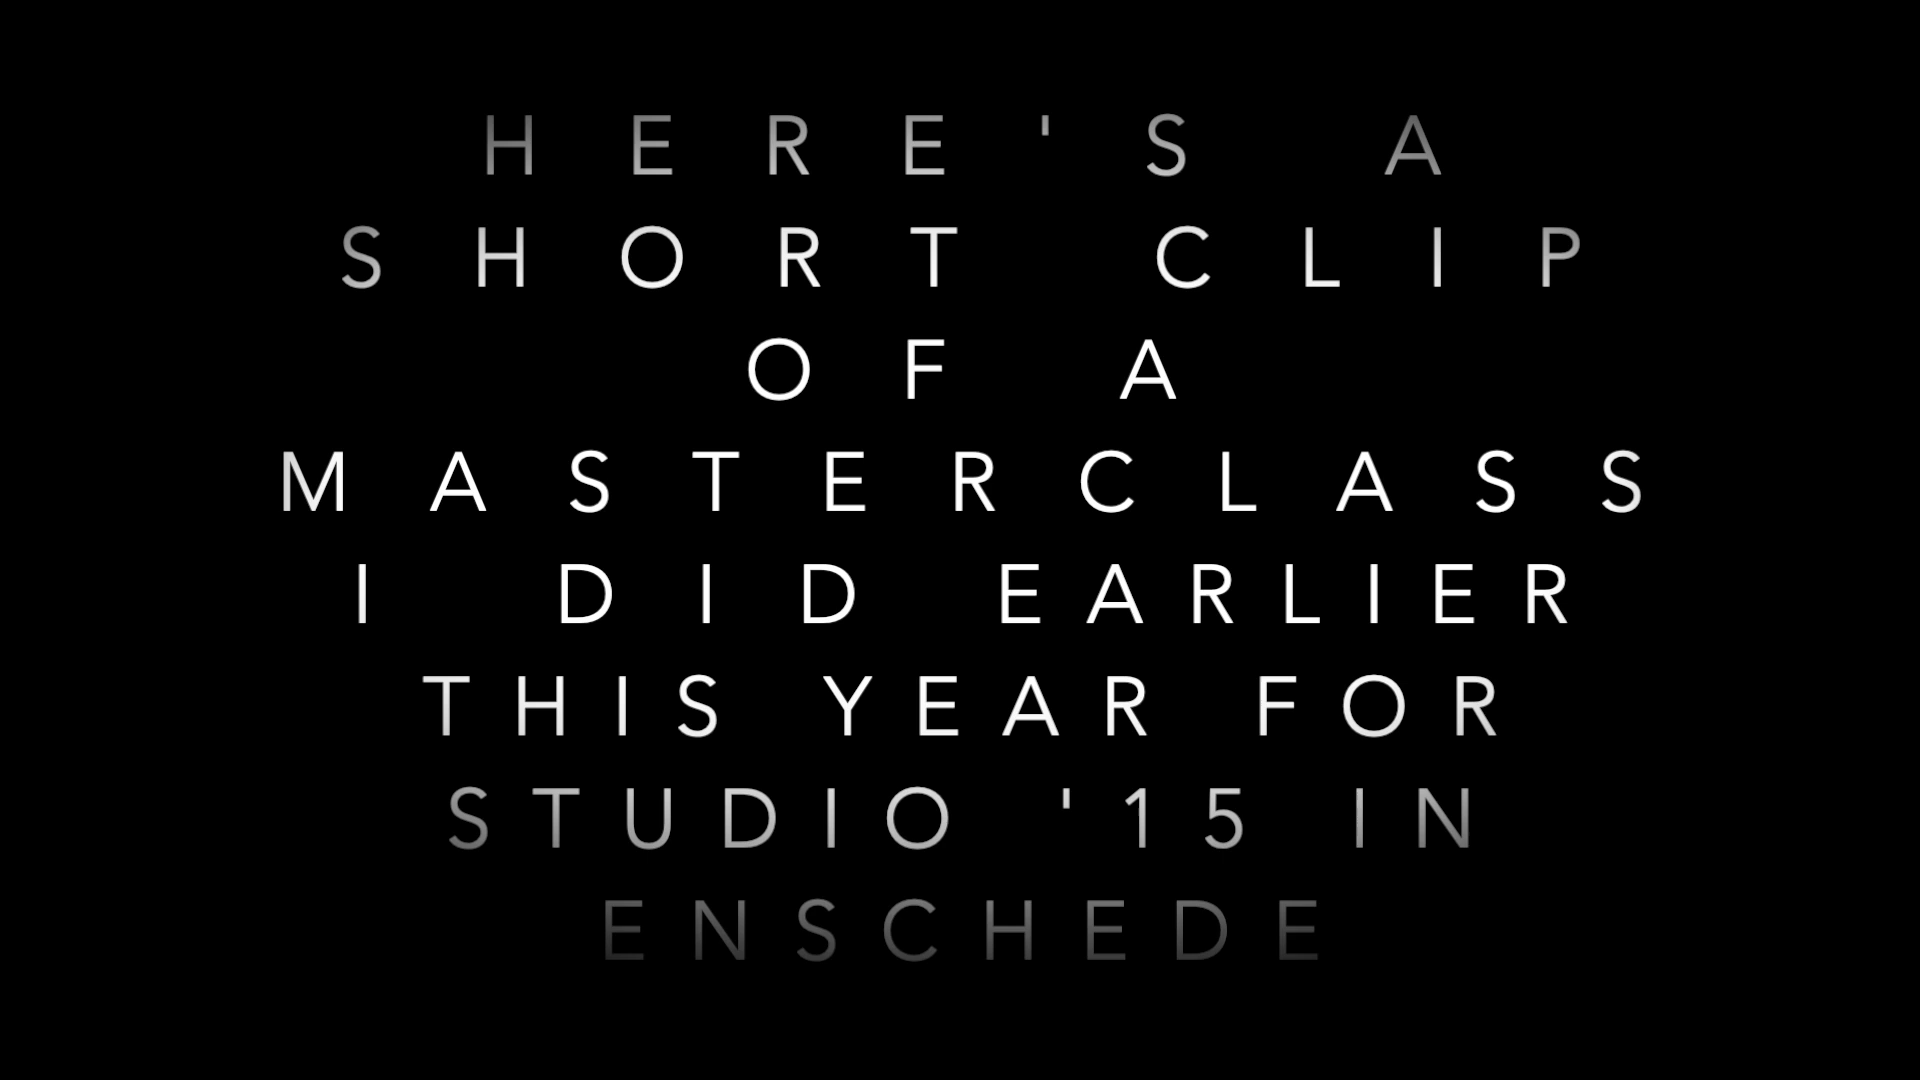 HERE'S A
SHORT CLIP
OF A
MASTERCLASS
I DID EARLIER
THIS YEAR FOR
STUDIO '15 IN
ENSCHEDE